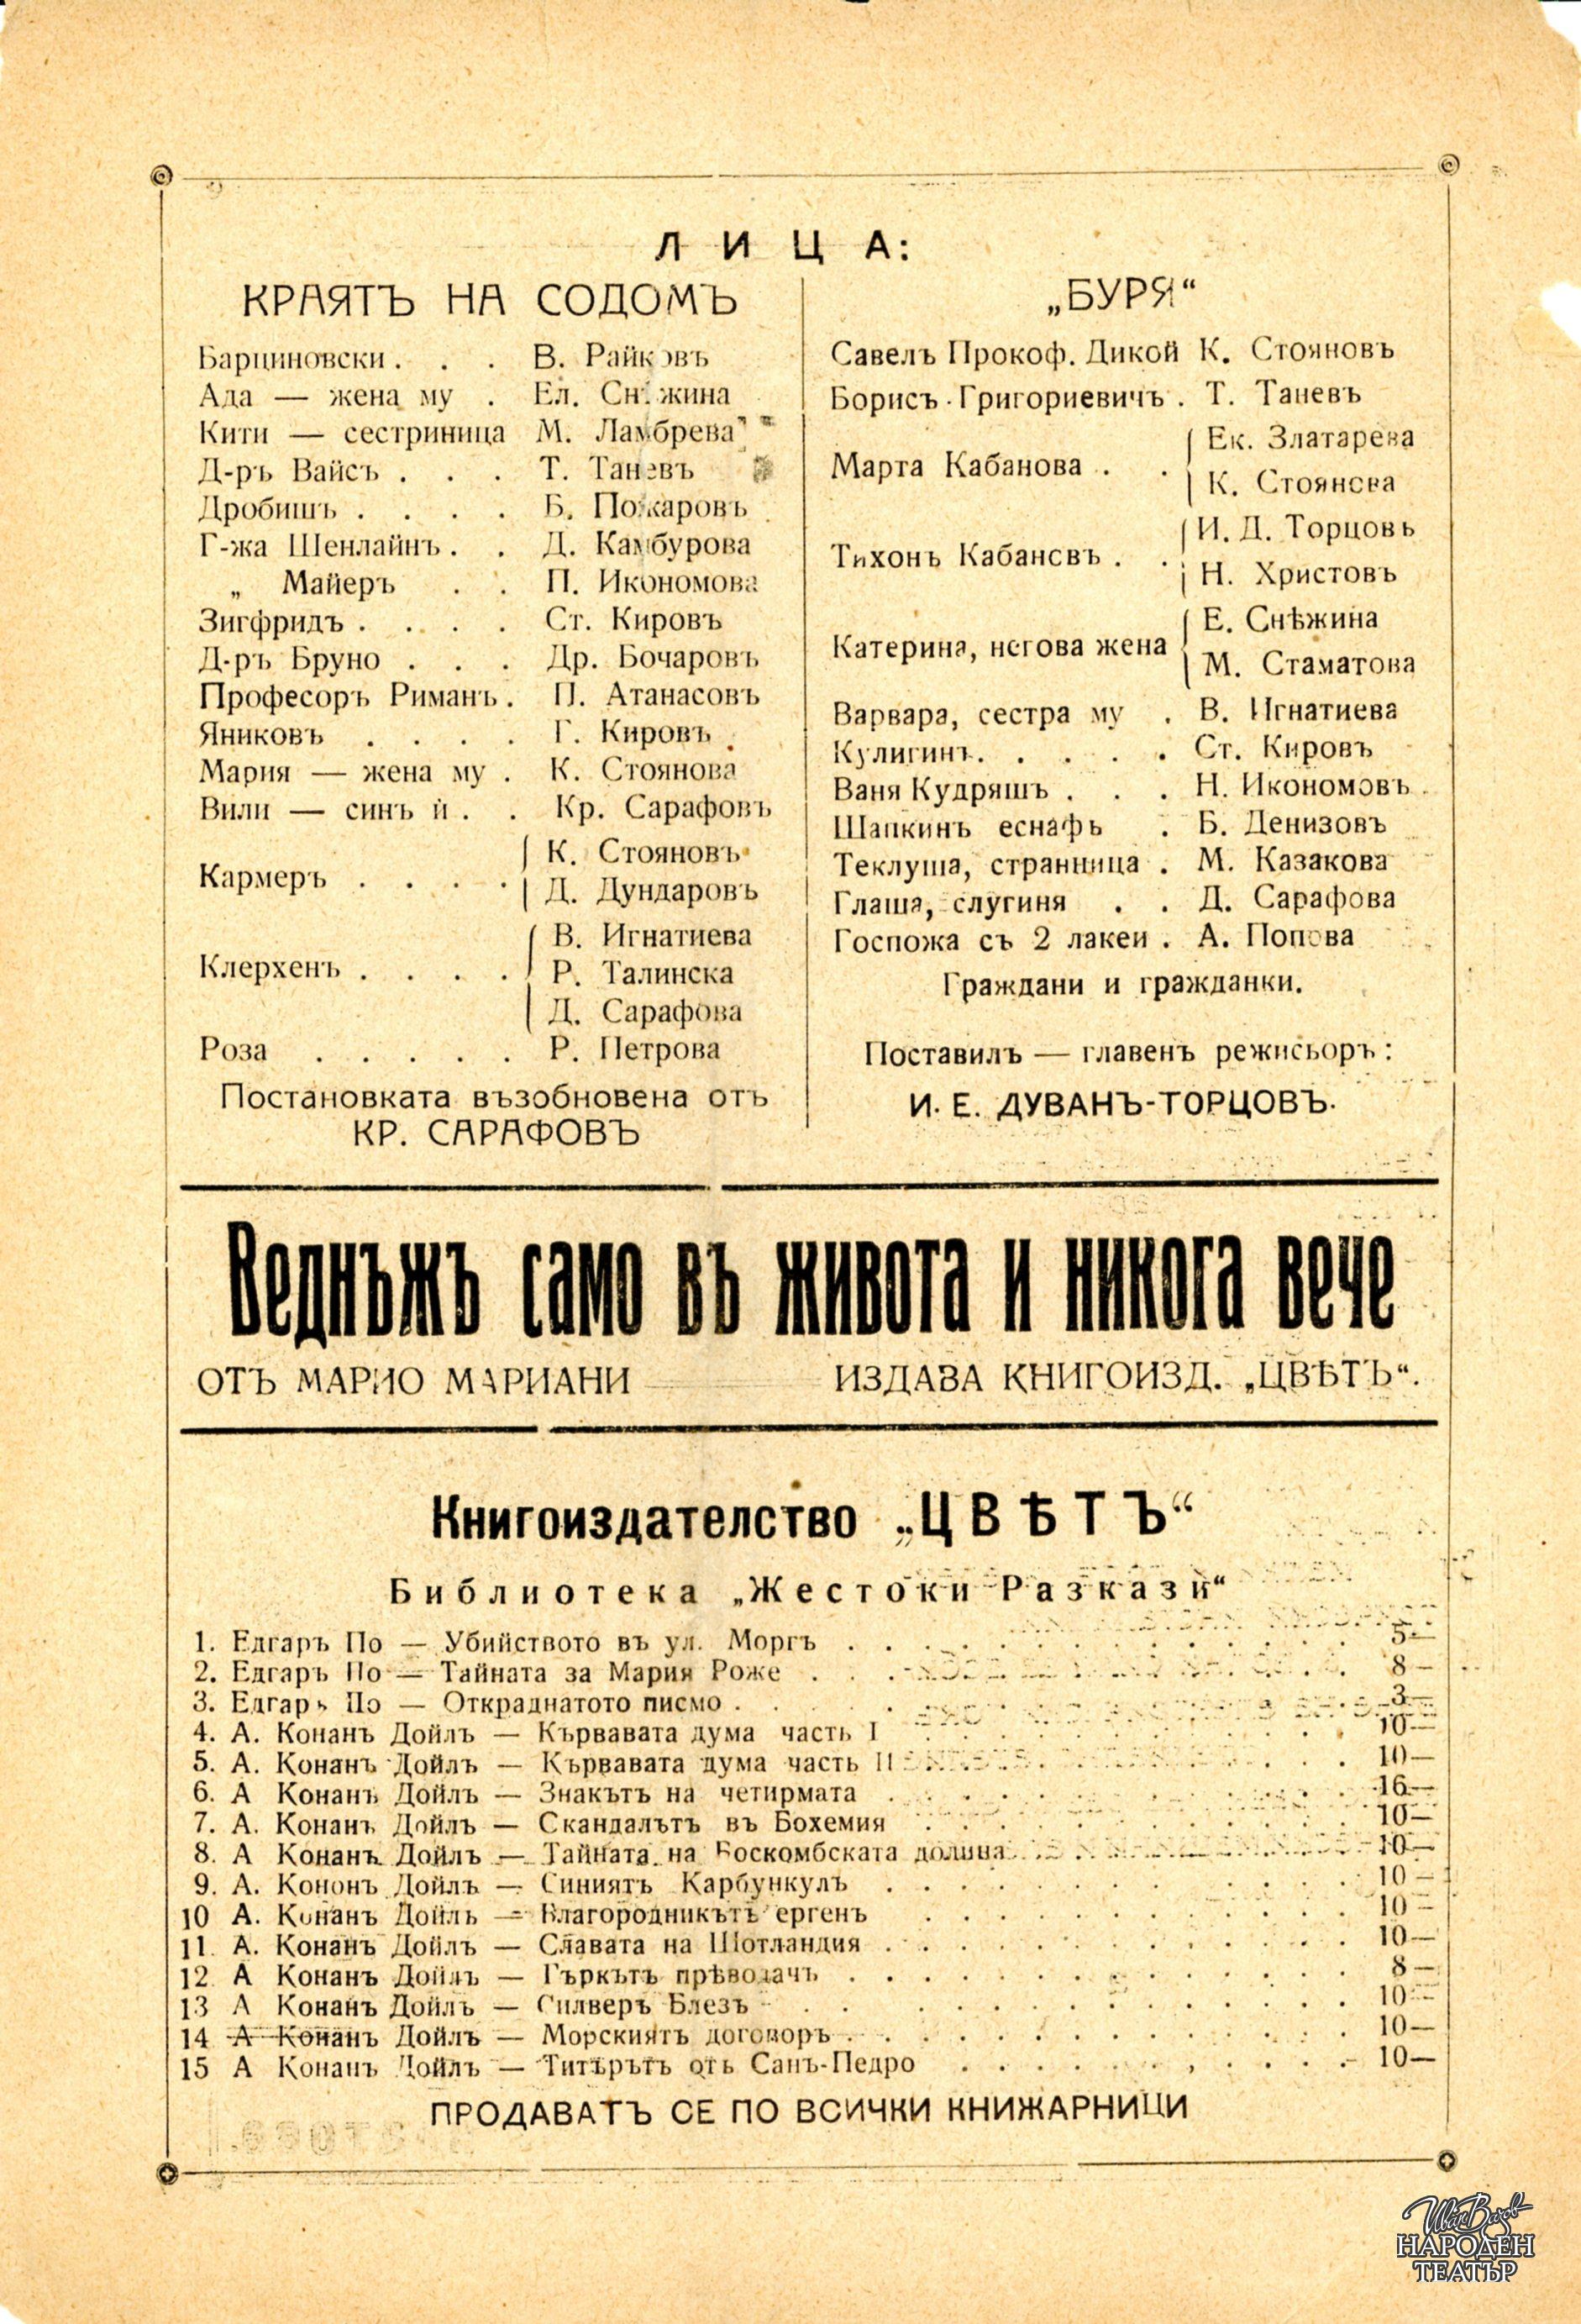 ЛИЦА:
КРАЯТЪ НА СОДОМЪ
Барциновски . . . В. Райковъ
Ада — жена му . Ел. Снѣжина
Кити — сестриница М. Ламбрева
Д-ръ Вайсъ . . . Т. Таневъ
Дробишъ . . . . Б. Пожаровъ
Г-жа Шенлайнъ . . Д. Камбурова
„ Майеръ . . П. Икономова
Зигфридъ . . . . Ст. Кировъ
Д-ръ Бруно . . . Др. Бочаровъ
Професоръ Риманъ . П. Атанасовъ
Яниковъ . . . . Г. Кировъ
Мария — жена му . К. Стоянова
Вили — синъ ѝ . . Кр. Сарафовъ
Кармеръ . . . . К. Стояновъ
Д. Дундаровъ
Клерхенъ . . . . В. Игнатиева
Р. Талинска
Д. Сарафова
Роза . . . . . Р. Петрова
Постановката възобновена отъ
КР. САРАФОВЪ
„БУРЯ“
Савелъ Прокоф. Дикой К. Стояновъ
Борисъ Григориевичъ . Т. Таневъ
Марта Кабанова . . Ек. Златарева
К. Стоянова
Тихонъ Кабановъ . . И. Д. Торцовъ
Н. Христовъ
Катерина, негова жена Е. Снѣжина
М. Стаматова
Варвара, сестра му . В. Игнатиева
Кулигинъ . . . . . Ст. Кировъ
Ваня Кудряшъ . . . Н. Икономовъ
Шапкинъ еснафъ . Б. Денизовъ
Теклуша, странница . М. Казакова
Глаша, слугиня . . Д. Сарафова
Госпожа съ 2 лакеи . А. Попова
Граждани и гражданки.
Поставилъ — главенъ режисьоръ:
И. Е. ДУВАНЪ-ТОРЦОВЪ.
Веднъжъ само въ живота и никога вече
ОТЪ МАРИО МАРИАНИ ИЗДАВА КНИГОИЗД. „ЦВѢТЪ“.
Книгоиздателство „ЦВѢТЪ“
Библиотека „Жестоки Разкази“
1. Едгаръ По — Убийството въ ул. Моргъ . . . 5—
2. Едгаръ По — Тайната за Мария Роже . . . 8—
3. Едгаръ По — Откраднатото писмо . . . 3—
4. А. Конанъ Дойлъ — Кървавата дума часть I . . . 10—
5. А. Конанъ Дойлъ — Кървавата дума часть II . . . 10—
6. А Конанъ Дойлъ — Знакътъ на четирмата . . . 16—
7. А. Конанъ Дойлъ — Скандалътъ въ Бохемия . . . 10—
8. А Конанъ Дойлъ — Тайната на Боскомбската долина . . . 10—
9. А. Кононъ Дойлъ — Синиятъ Карбункулъ . . . 10—
10 А. Конанъ Дойлъ — Благородникътъ ергенъ . . . 10—
11. А. Конанъ Дойлъ — Славата на Шотландия . . . 10—
12 А Конанъ Дойлъ — Гъркътъ прѣводачъ . . . 8—
13 А Конанъ Дойлъ — Силверъ Блезъ . . . 10—
14 А Конанъ Дойлъ — Морскиятъ договоръ . . . 10—
15 А Конанъ Дойлъ — Тигърътъ отъ Санъ-Педро . . . 10—
ПРОДАВАТЪ СЕ ПО ВСИЧКИ КНИЖАРНИЦИ
Иван Вазов
НАРОДЕН
ТЕАТЪР